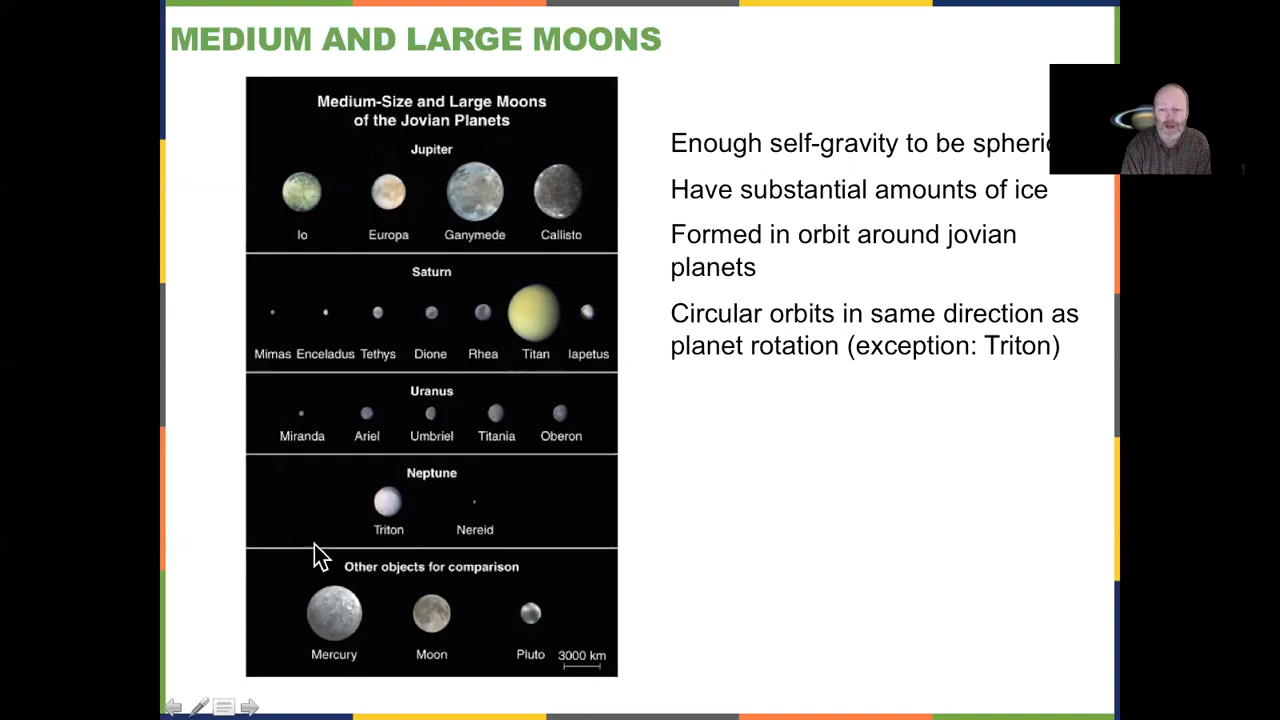 MEDIUM AND LARGE MOONS
Medium-Size and Large Moons
of the Jovian Planets
Jupiter
Io Europa Ganymede Callisto
Saturn
Mimas Enceladus Tethys Dione Rhea Titan Iapetus
Uranus
Miranda Ariel Umbriel Titania Oberon
Neptune
Triton Nereid
Other objects for comparison
Mercury Moon Pluto 3000 km
Enough self-gravity to be
Have substantial amounts of ice
Formed in orbit around jovian
planets
Circular orbits in same direction as
planet rotation (exception: Triton)